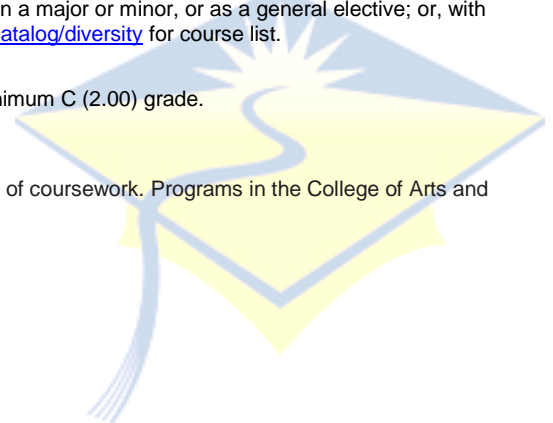 n a major or minor, or as a general elective; or, with
catalog/diversity for course list.
nimum C (2.00) grade.
of coursework. Programs in the College of Arts and